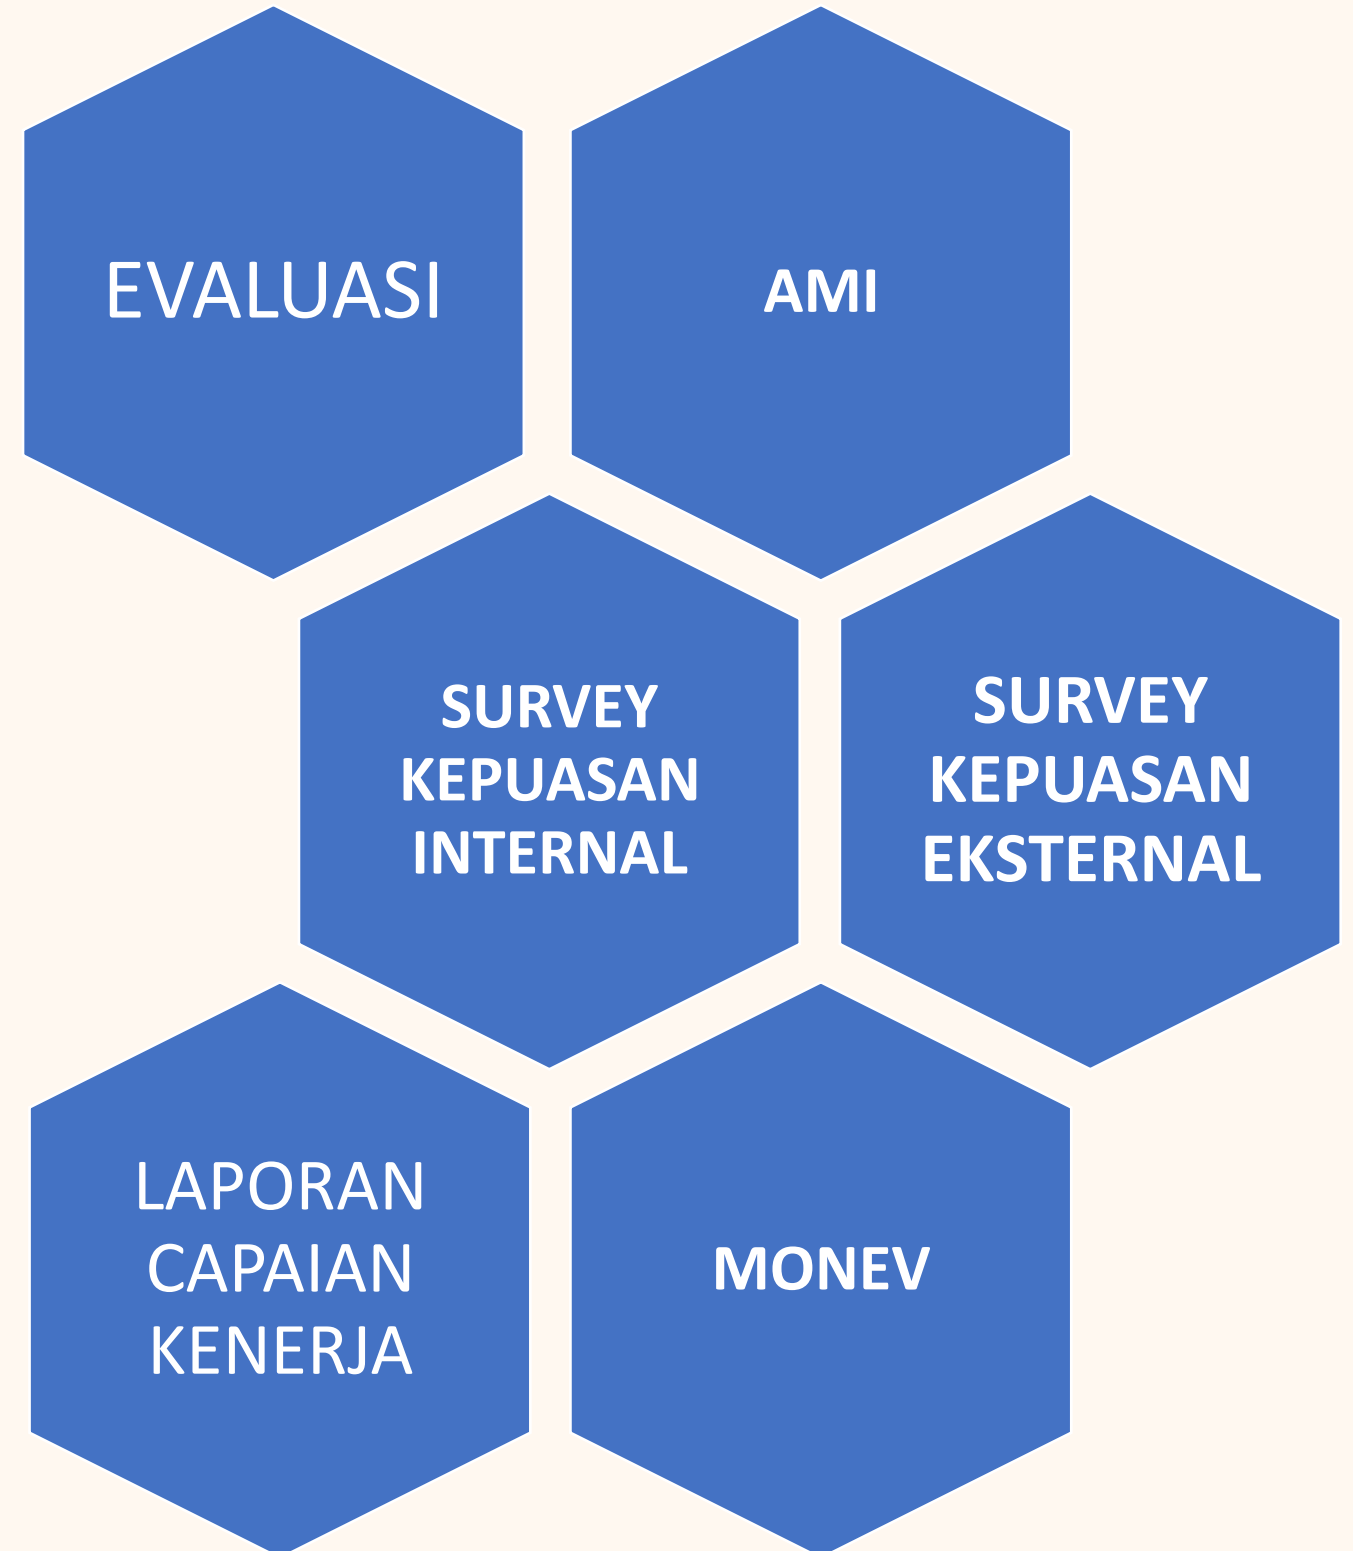 EVALUASI
AMI
SURVEY
KEPUASAN
INTERNAL
SURVEY
KEPUASAN
EKSTERNAL
LAPORAN
CAPAIAN
KENERJA
MONEV